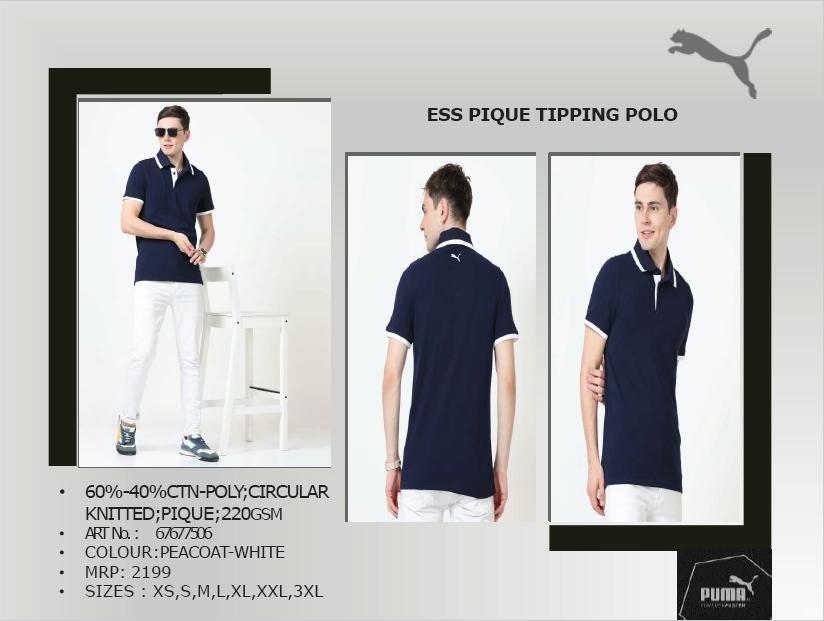 ESS PIQUE TIPPING POLO
• 60%-40%CTN-POLY;CIRCULAR
KNITTED;PIQUE;220GSM
• ART No. : 67677506
• COLOUR:PEACOAT-WHITE
• MRP: 2199
• SIZES : XS,S,M,L,XL,XXL,3XL
PUMA